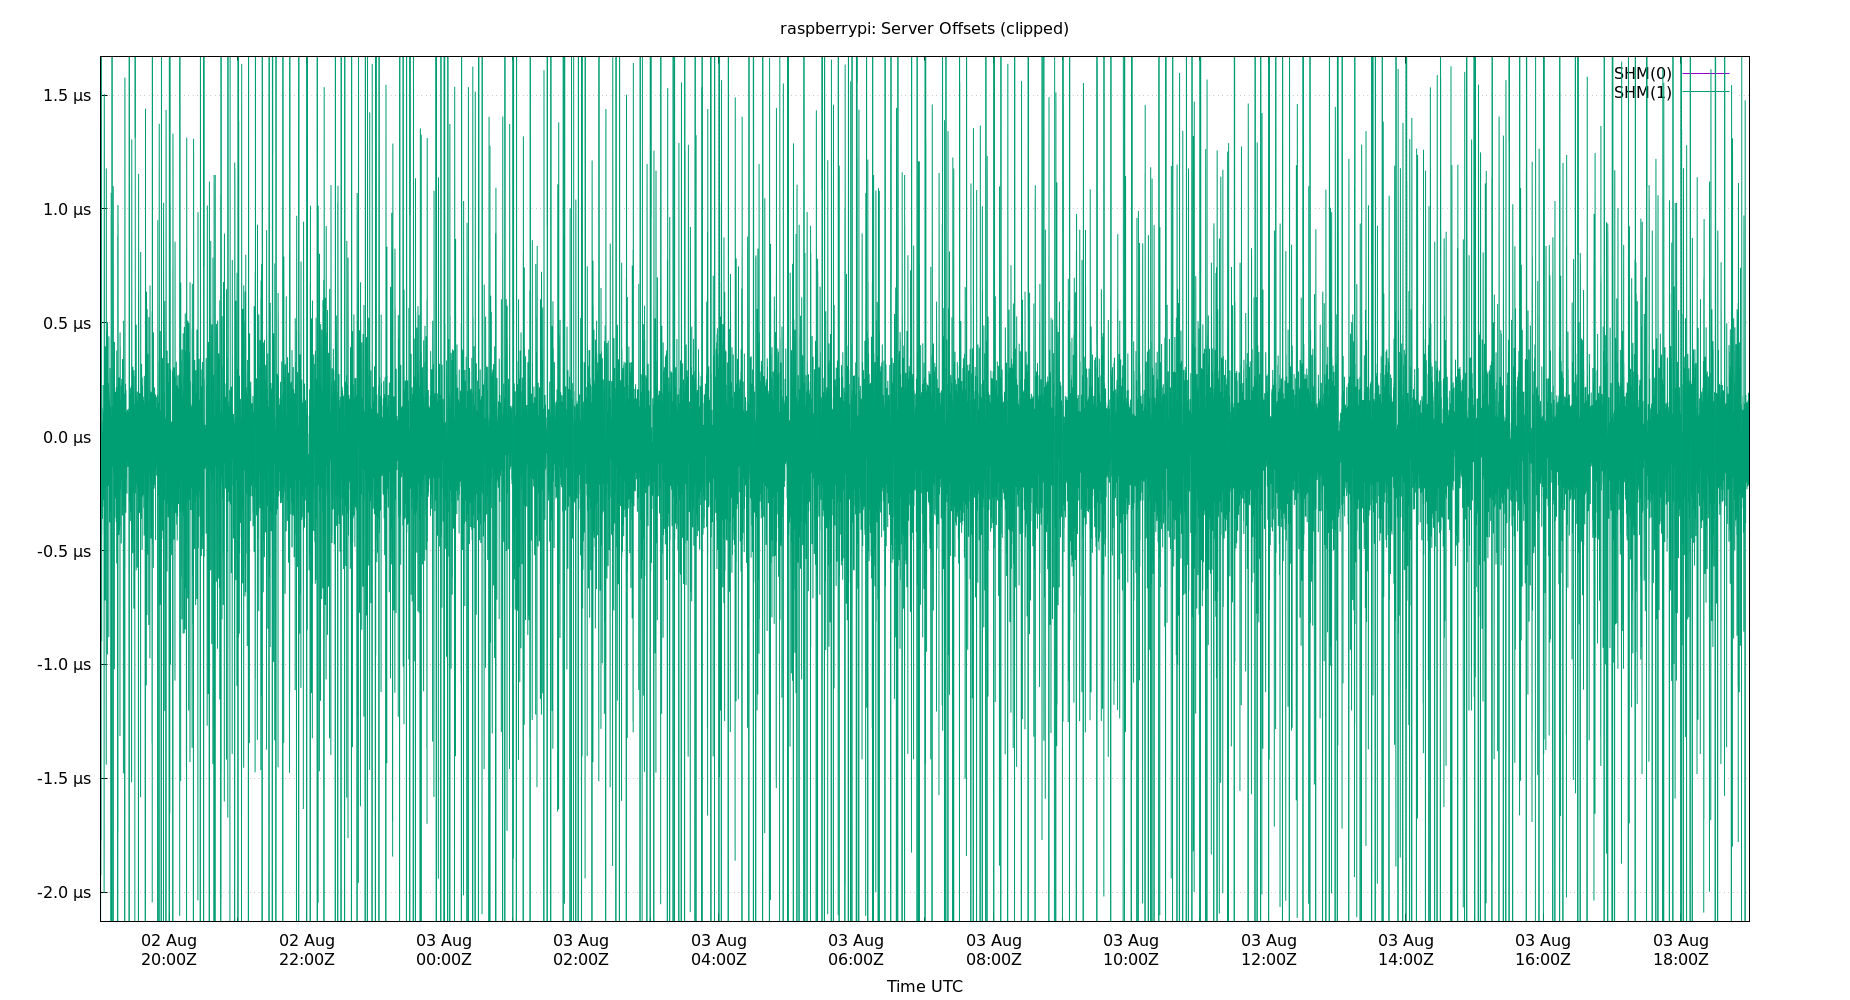 raspberrypi: Server Offsets (clipped)
SHM(0)
SHM(1)
1.5 µs
1.0 µs
0.5 µs
0.0 µs
-0.5 µs
-1.0 µs
-1.5 µs
-2.0 µs
02 Aug 02 Aug 03 Aug 03 Aug 03 Aug 03 Aug 03 Aug 03 Aug 03 Aug 03 Aug 03 Aug 03 Aug
20:00Z 22:00Z 00:00Z 02:00Z 04:00Z 06:00Z 08:00Z 10:00Z 12:00Z 14:00Z 16:00Z 18:00Z
Time UTC